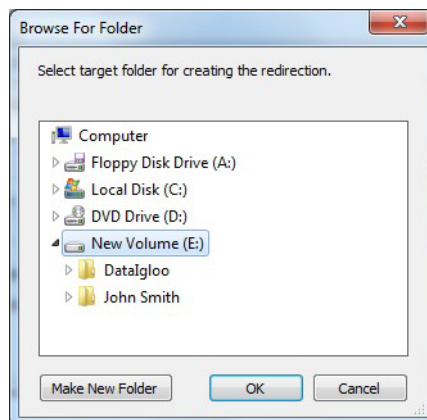 Browse For Folder
Select target folder for creating the redirection.
Computer
Floppy Disk Drive (A:)
Local Disk (C:)
DVD Drive (D:)
New Volume (E:)
DataIgloo
John Smith
Make New Folder
OK
Cancel